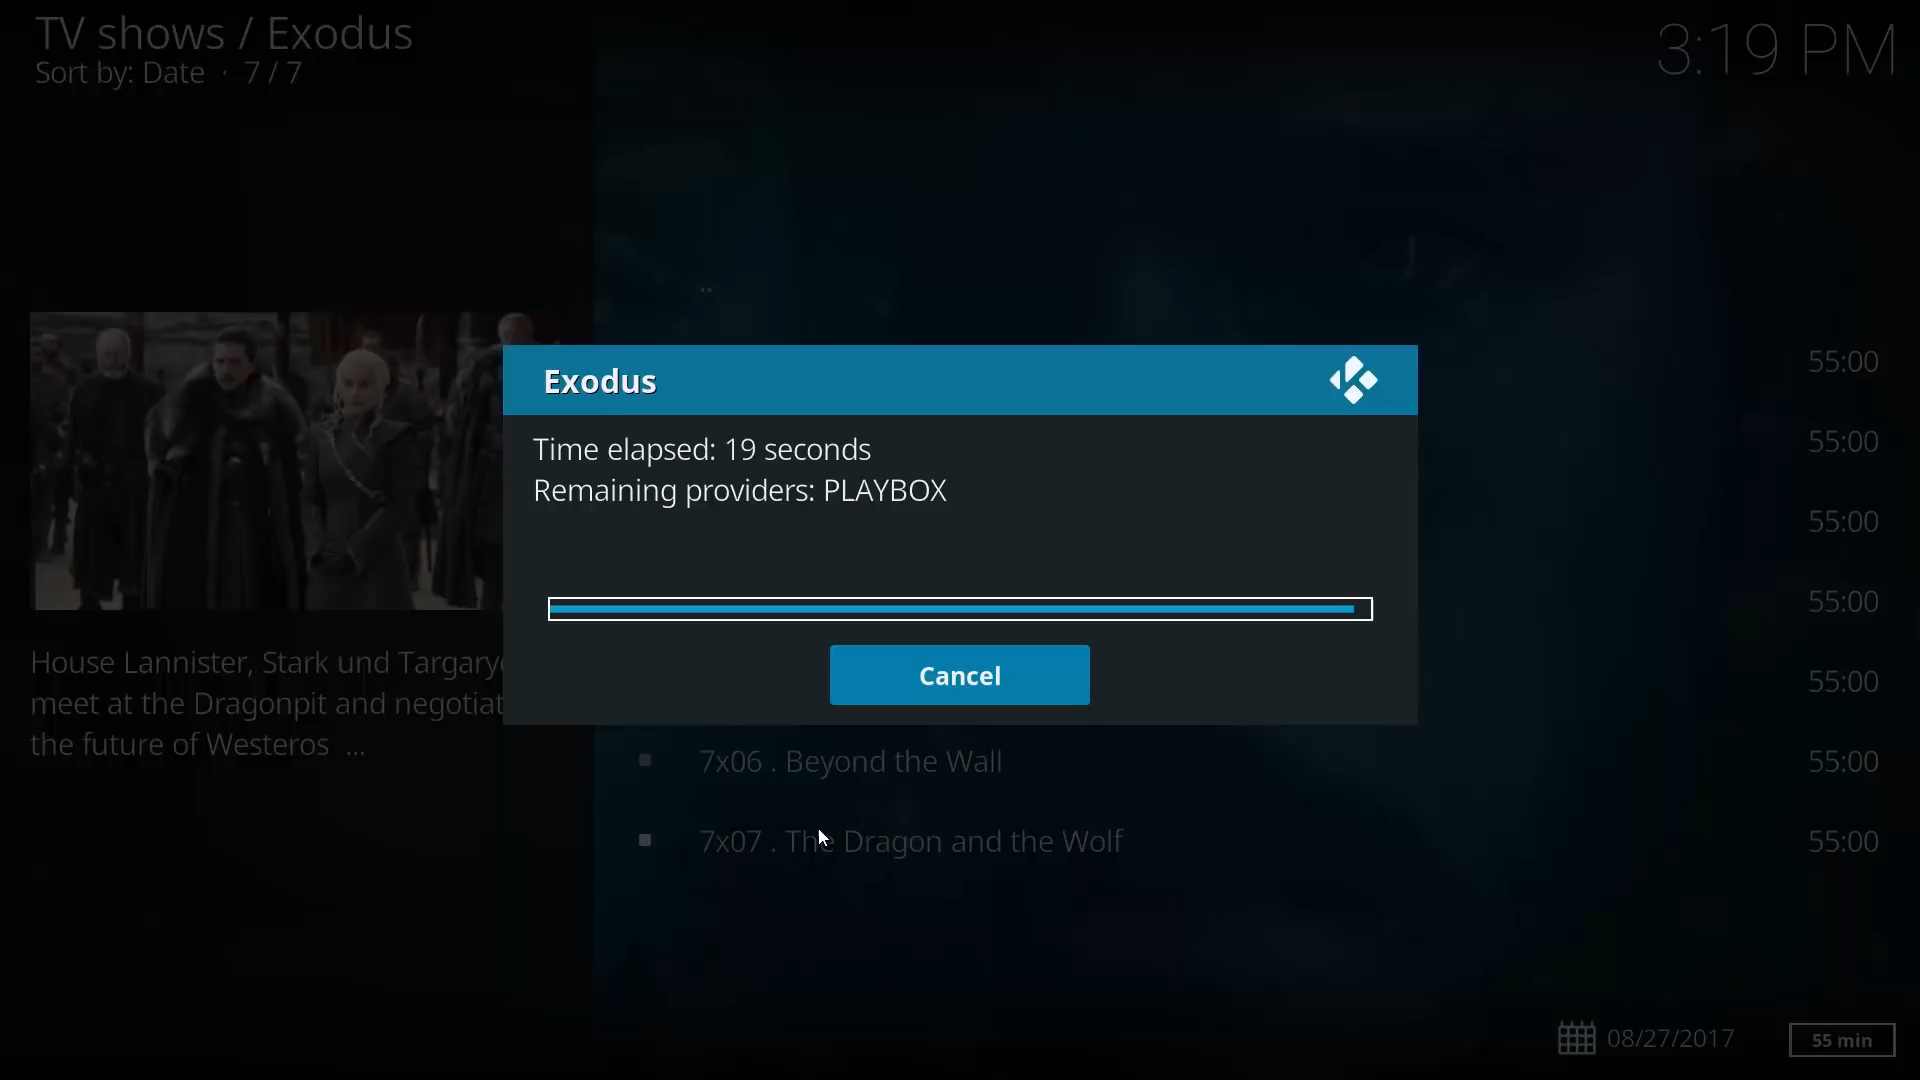 TV shows / Exodus
Sort by: Date · 7 / 7
3:19 PM
..
Exodus
Time elapsed: 19 seconds
Remaining providers: PLAYBOX
Cancel
55:00
55:00
55:00
55:00
55:00
House Lannister, Stark und
meet at the Dragonpit and
the future of Westeros ...
7x06 . Beyond the Wall
55:00
7x07 . The Dragon and the Wolf
55:00
08/27/2017
55 min